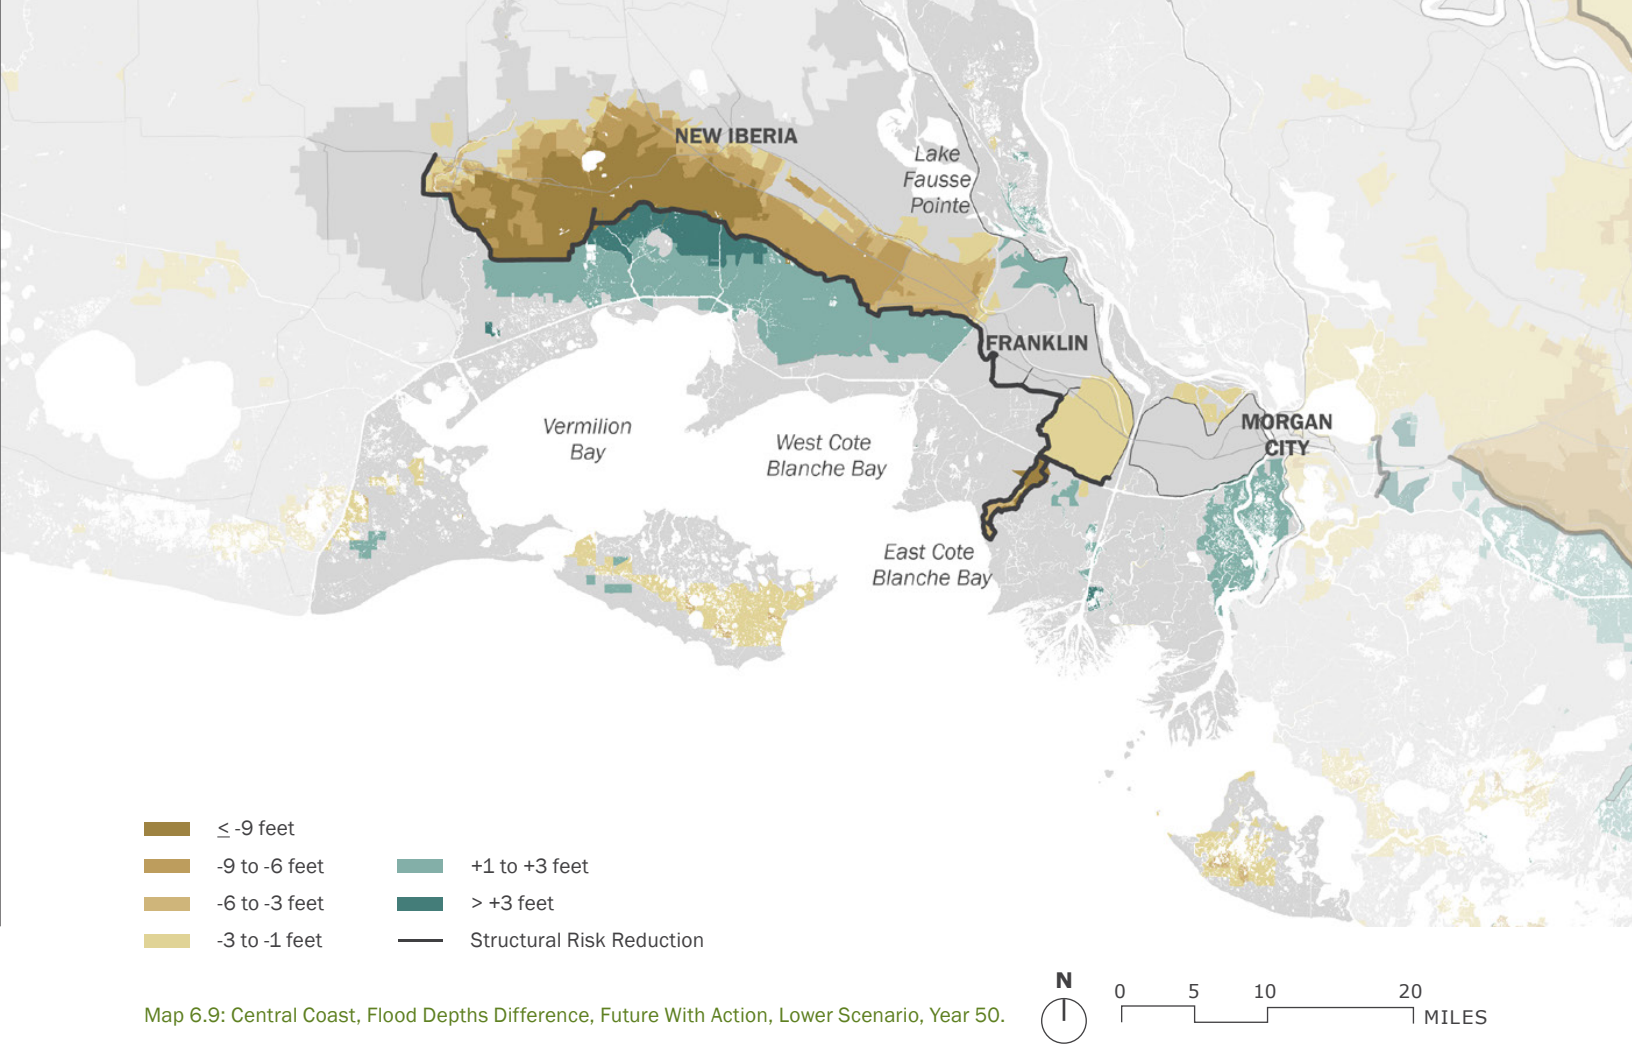 NEW IBERIA
Lake
Fausse
Pointe
FRANKLIN
MORGAN
CITY
Vermilion
Bay
West Cote
Blanche Bay
East Cote
Blanche Bay
≤ -9 feet
-9 to -6 feet
-6 to -3 feet
-3 to -1 feet
+1 to +3 feet
> +3 feet
Structural Risk Reduction
Map 6.9: Central Coast, Flood Depths Difference, Future With Action, Lower Scenario, Year 50.
N
0 5 10 20
MILES